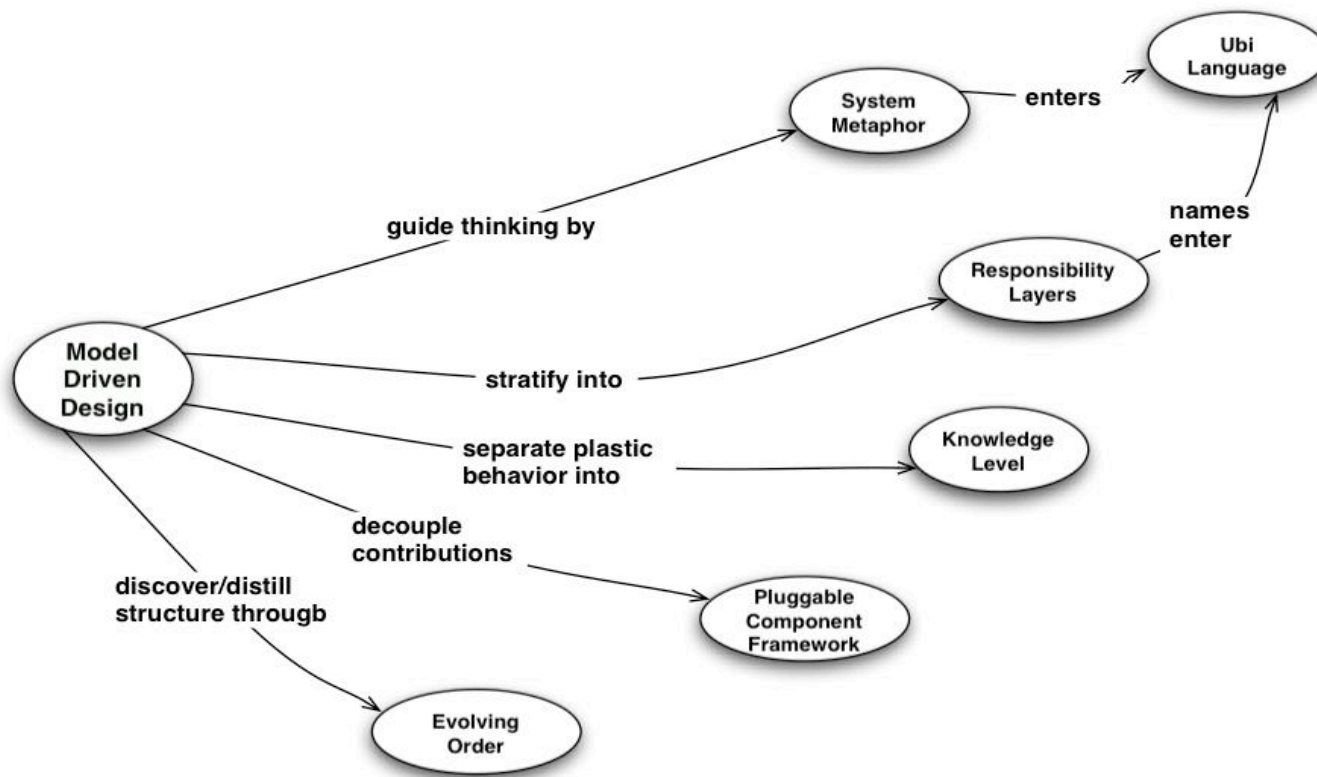 Ubi
Language
System
Metaphor
enters
guide thinking by
names
enter
Responsibility
Layers
Model
Driven
Design
stratify into
separate plastic
behavior into
Knowledge
Level
decouple
contributions
discover/distill
structure througb
Pluggable
Component
Framework
Evolving
Order